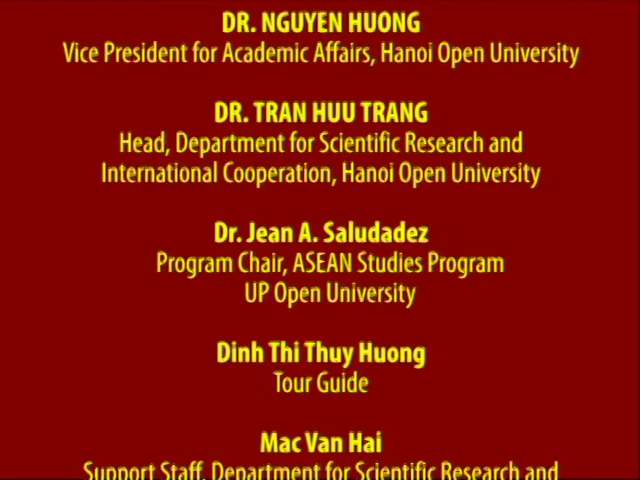 DR. NGUYEN HUONG
Vice President for Academic Affairs, Hanoi Open University
DR. TRAN HUU TRANG
Head, Department for Scientific Research and
International Cooperation, Hanoi Open University
Dr. Jean A. Saludadez
Program Chair, ASEAN Studies Program
UP Open University
Dinh Thi Thuy Huong
Tour Guide
Mac Van Hai
Support Staff, Department for Scientific Research and